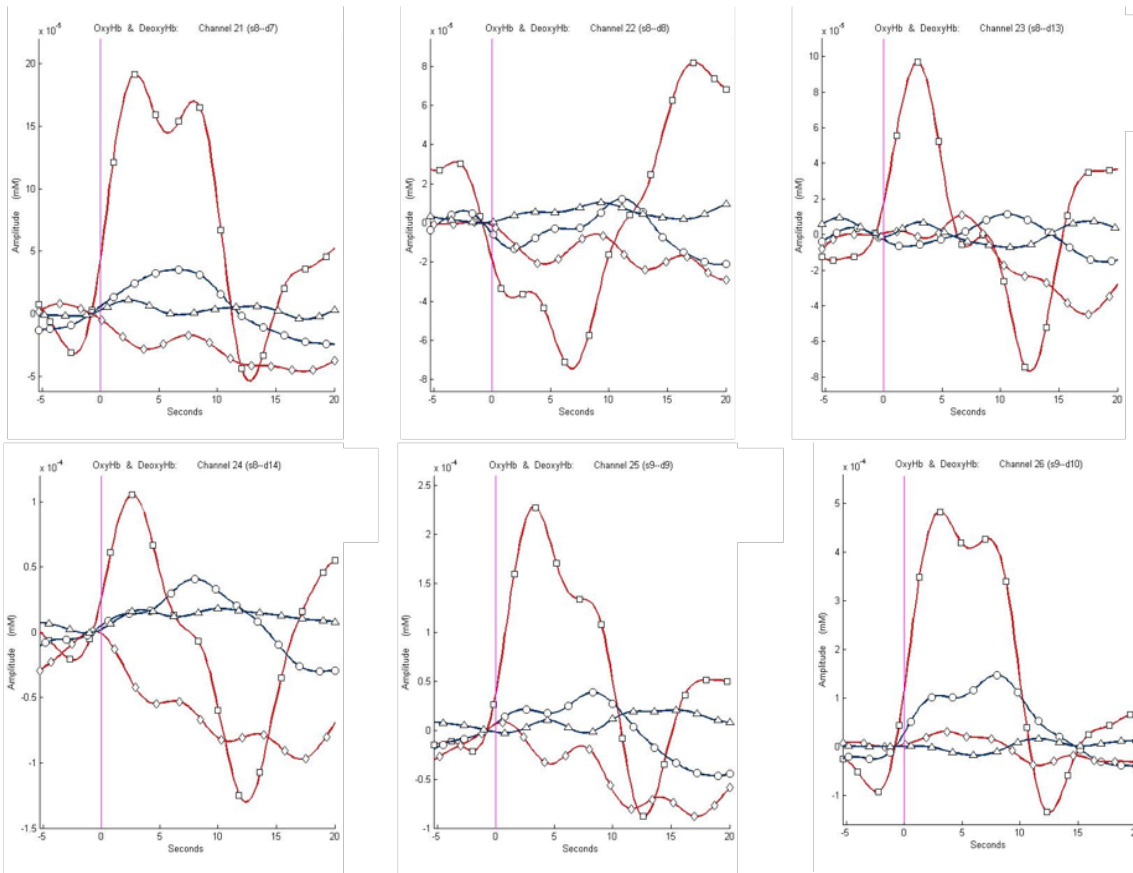 x 10-5
OxyHb & DeoxyHb: Channel 21 (s8--d7)
20
15
10
5
0
-5
Amplitude (mM)
-5 0 5 10 15 20
Seconds
x 10-5
OxyHb & DeoxyHb: Channel 22 (s8--d8)
8
6
4
2
0
-2
-4
-6
-8
Amplitude (mM)
-5 0 5 10 15 20
Seconds
x 10-5
OxyHb & DeoxyHb: Channel 23 (s8--d13)
10
8
6
4
2
0
-2
-4
-6
-8
Amplitude (mM)
-5 0 5 10 15 20
Seconds
x 10-4
OxyHb & DeoxyHb: Channel 24 (s8--d14)
1
0.5
0
-0.5
-1
-1.5
Amplitude (mM)
-5 0 5 10 15 20
Seconds
x 10-4
OxyHb & DeoxyHb: Channel 25 (s9--d9)
2.5
2
1.5
1
0.5
0
-0.5
-1
Amplitude (mM)
-5 0 5 10 15 20
Seconds
x 10-4
OxyHb & DeoxyHb: Channel 26 (s9--d10)
5
4
3
2
1
0
-1
Amplitude (mM)
-5 0 5 10 15 20
Seconds